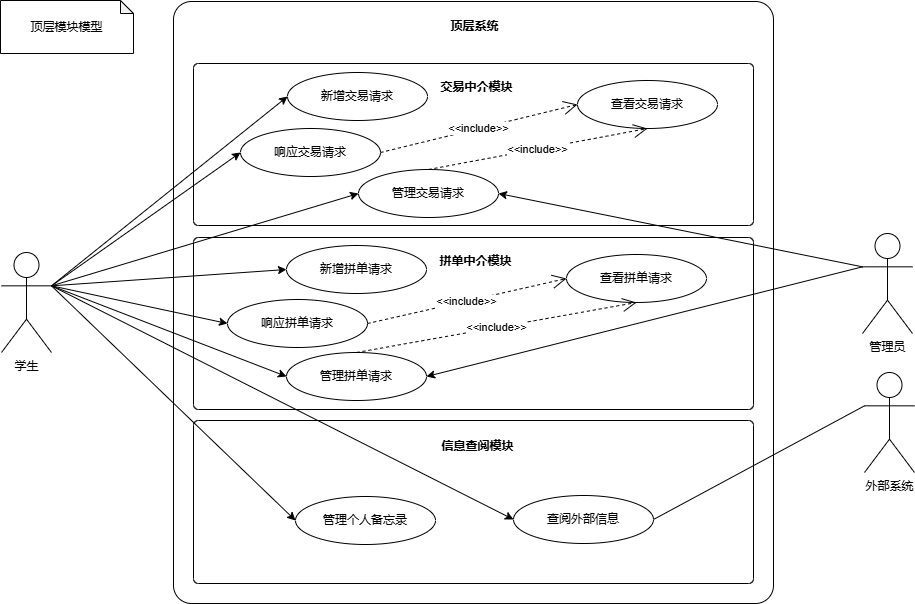 顶层模块模型
顶层系统
交易中介模块
新增交易请求
查看交易请求
<<include>>
响应交易请求
<<include>>
管理交易请求
拼单中介模块
新增拼单请求
查看拼单请求
<<include>>
响应拼单请求
<<include>>
管理拼单请求
学生
管理员
信息查阅模块
外部系统
管理个人备忘录
查阅外部信息